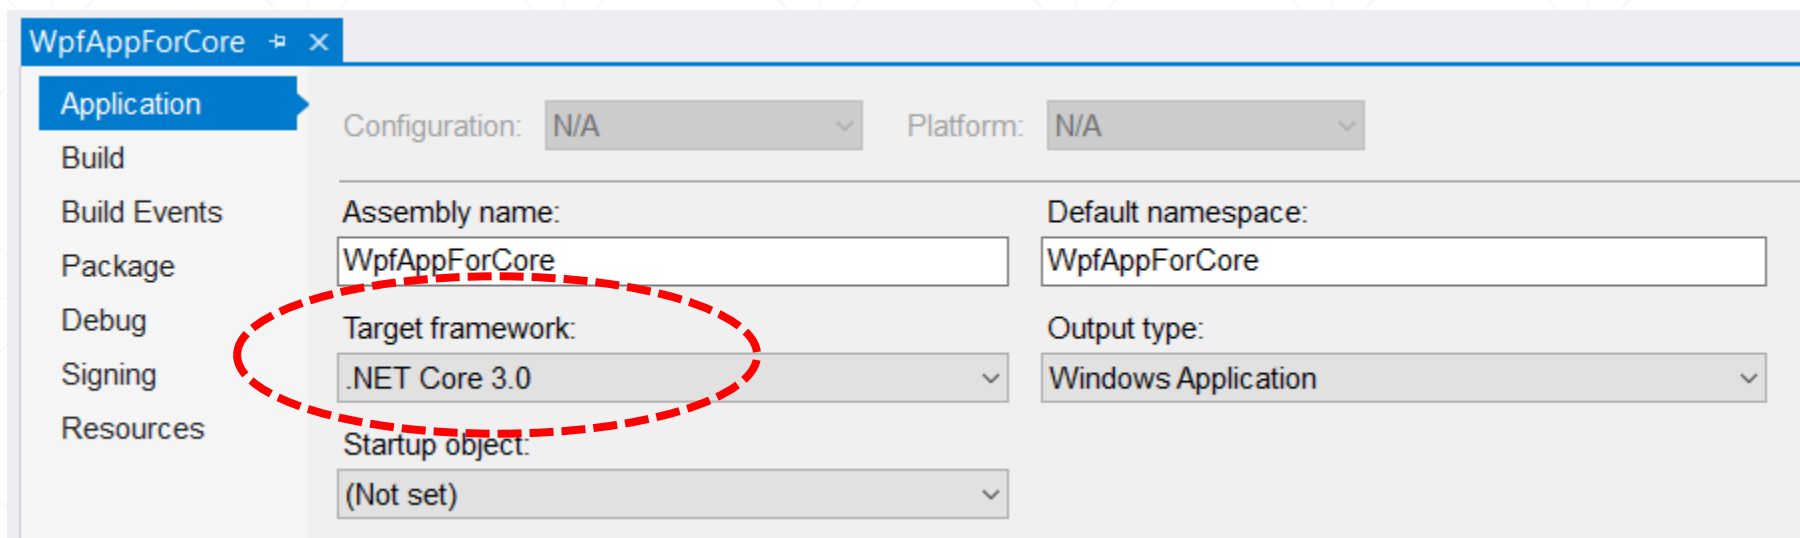 WpfAppForCore
Application
Build
Build Events
Package
Debug
Signing
Resources
Configuration: N/A Platform: N/A
Assembly name: Default namespace:
WpfAppForCore WpfAppForCore
Target framework: Output type:
.NET Core 3.0 Windows Application
Startup object:
(Not set)